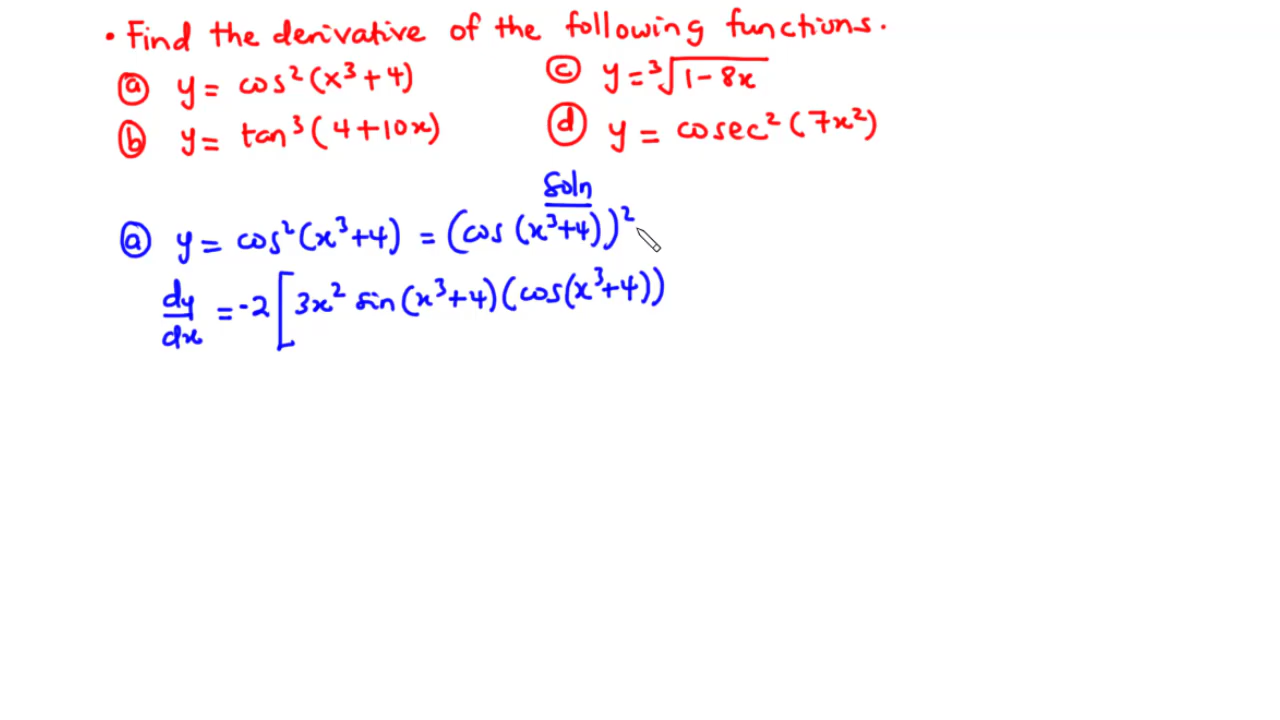 • Find the derivative of the following functions.
ⓐ y = cos²(x³+4) ⓒ y = ³√(1-8x)
ⓑ y = tan³(4+10x) ⓓ y = cosec²(7x²)
Soln
ⓐ y = cos²(x³+4) = (cos(x³+4))²
dy/dx = -2[3x² sin(x³+4)(cos(x³+4))